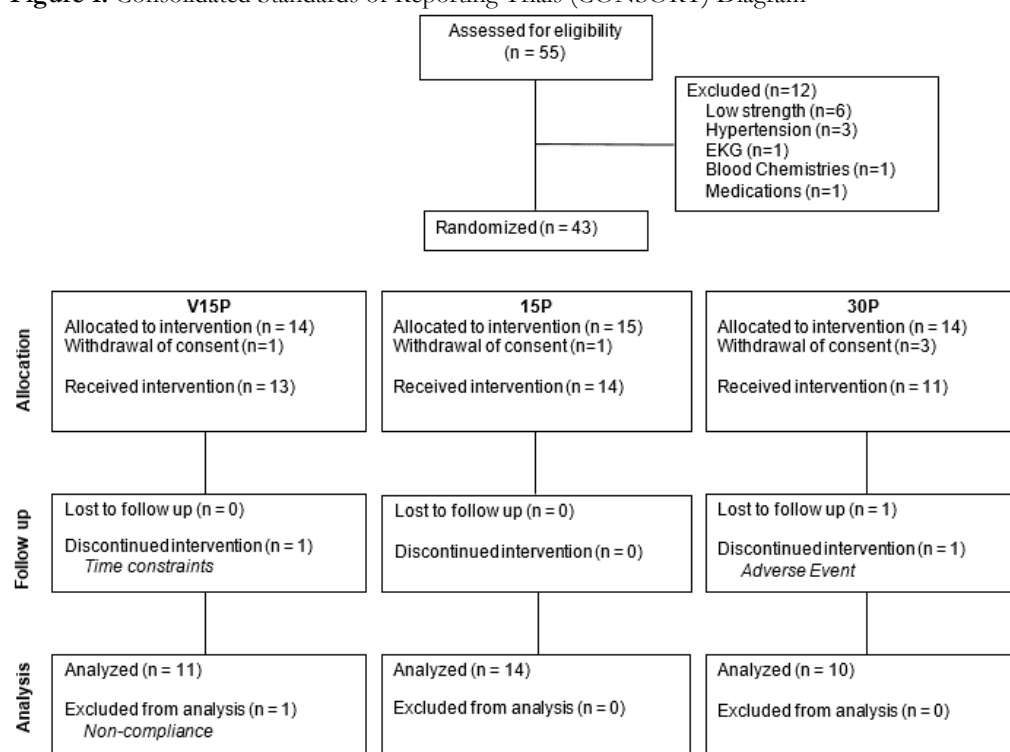 Figure 1. Consolidated Standards of Reporting Trials (CONSORT) Diagram
Assessed for eligibility
(n = 55)
Excluded (n=12)
Low strength (n=6)
Hypertension (n=3)
EKG (n=1)
Blood Chemistries (n=1)
Medications (n=1)
Randomized (n = 43)
Allocation
V15P
Allocated to intervention (n = 14)
Withdrawal of consent (n=1)
Received intervention (n = 13)
15P
Allocated to intervention (n = 15)
Withdrawal of consent (n=1)
Received intervention (n = 14)
30P
Allocated to intervention (n = 14)
Withdrawal of consent (n=3)
Received intervention (n = 11)
Follow up
Lost to follow up (n = 0)
Discontinued intervention (n = 1)
Time constraints
Lost to follow up (n = 0)
Discontinued intervention (n = 0)
Lost to follow up (n = 1)
Discontinued intervention (n = 1)
Adverse Event
Analysis
Analyzed (n = 11)
Excluded from analysis (n = 1)
Non-compliance
Analyzed (n = 14)
Excluded from analysis (n = 0)
Analyzed (n = 10)
Excluded from analysis (n = 0)